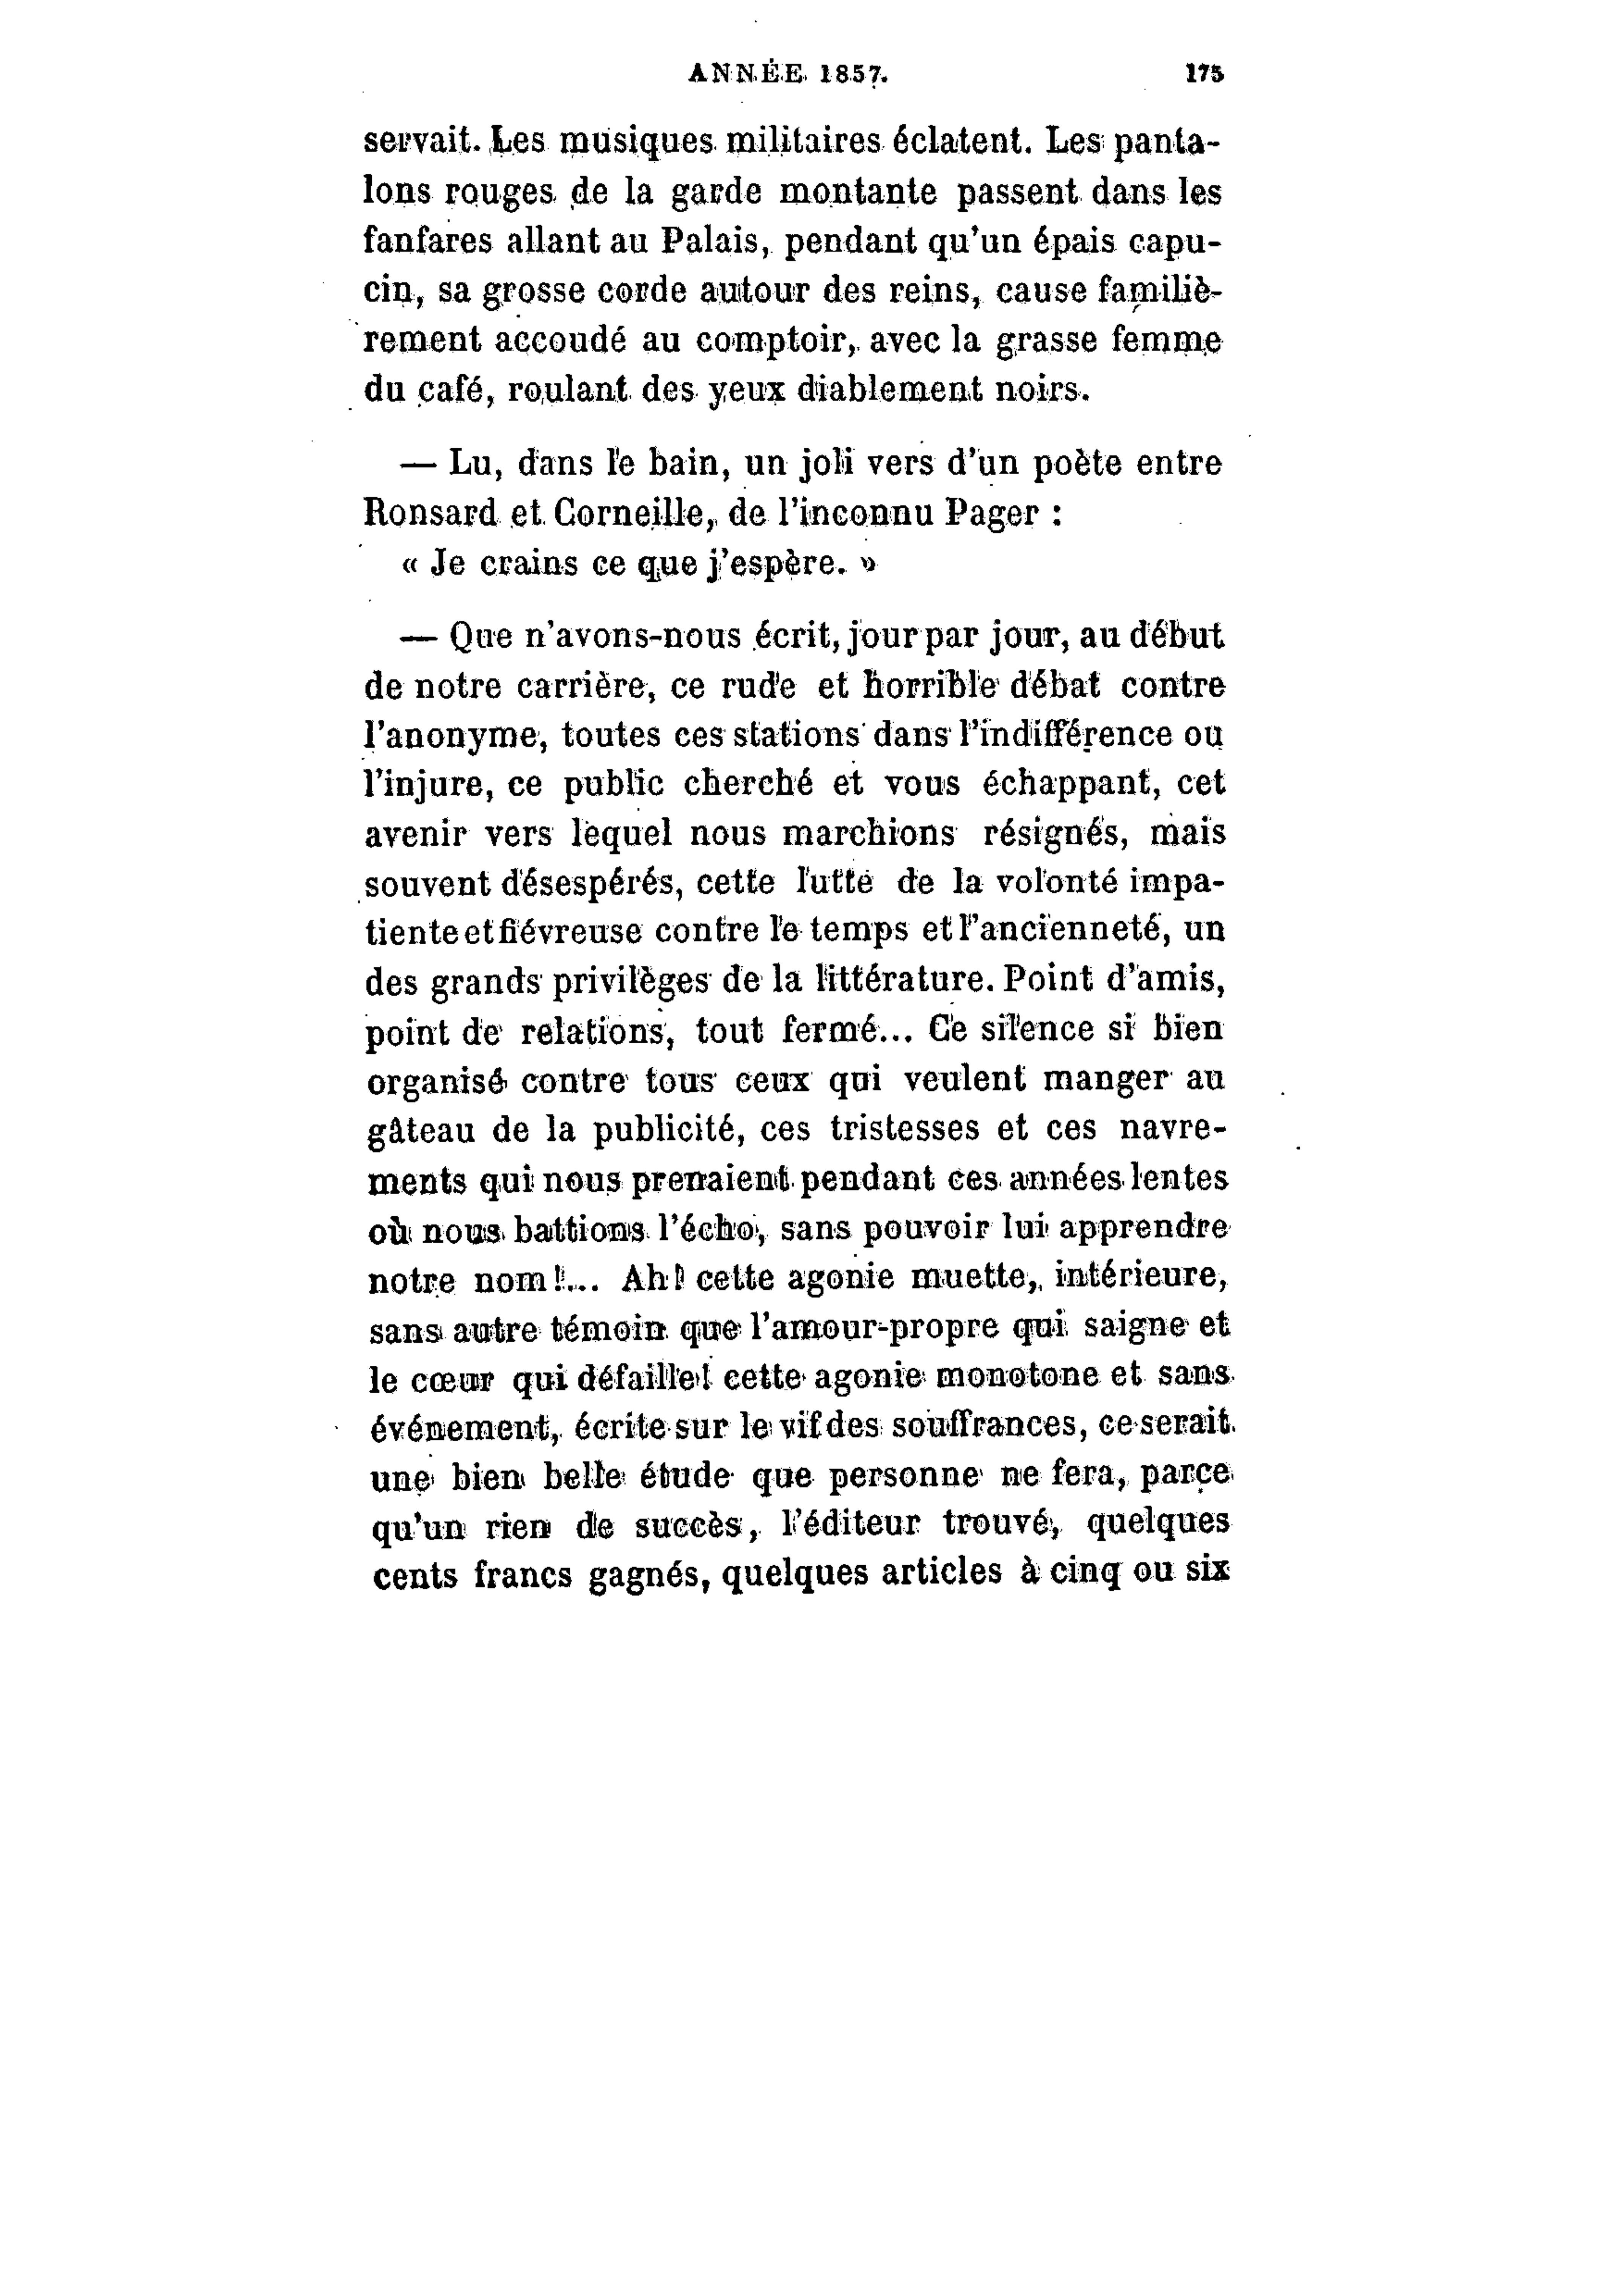 ANNÉE 1857. 175
servait. Les musiques militaires éclatent. Les panta-
lons rouges de la garde montante passent dans les
fanfares allant au Palais, pendant qu'un épais capu-
cin, sa grosse corde autour des reins, cause familiè-
rement accoudé au comptoir, avec la grasse femme
du café, roulant des yeux diablement noirs.
— Lu, dans le bain, un joli vers d'un poète entre
Ronsard et Corneille, de l'inconnu Pager :
« Je crains ce que j'espère. »
— Que n'avons-nous écrit, jour par jour, au début
de notre carrière, ce rude et horrible débat contre
l'anonyme, toutes ces stations dans l'indifférence ou
l'injure, ce public cherché et vous échappant, cet
avenir vers lequel nous marchions résignés, mais
souvent désespérés, cette lutte de la volonté impa-
tiente et fiévreuse contre le temps et l'ancienneté, un
des grands privilèges de la littérature. Point d'amis,
point de relations, tout fermé... Ce silence si bien
organisé contre tous ceux qui veulent manger au
gâteau de la publicité, ces tristesses et ces navre-
ments qui nous prenaient pendant ces années lentes
où nous battions l'écho, sans pouvoir lui apprendre
notre nom!... Ah! cette agonie muette, intérieure,
sans autre témoin que l'amour-propre qui saigne et
le cœur qui défaille! cette agonie monotone et sans
événement, écrite sur le vif des souffrances, ce serait
une bien belle étude que personne ne fera, parce
qu'un rien de succès, l'éditeur trouvé, quelques
cents francs gagnés, quelques articles à cinq ou six